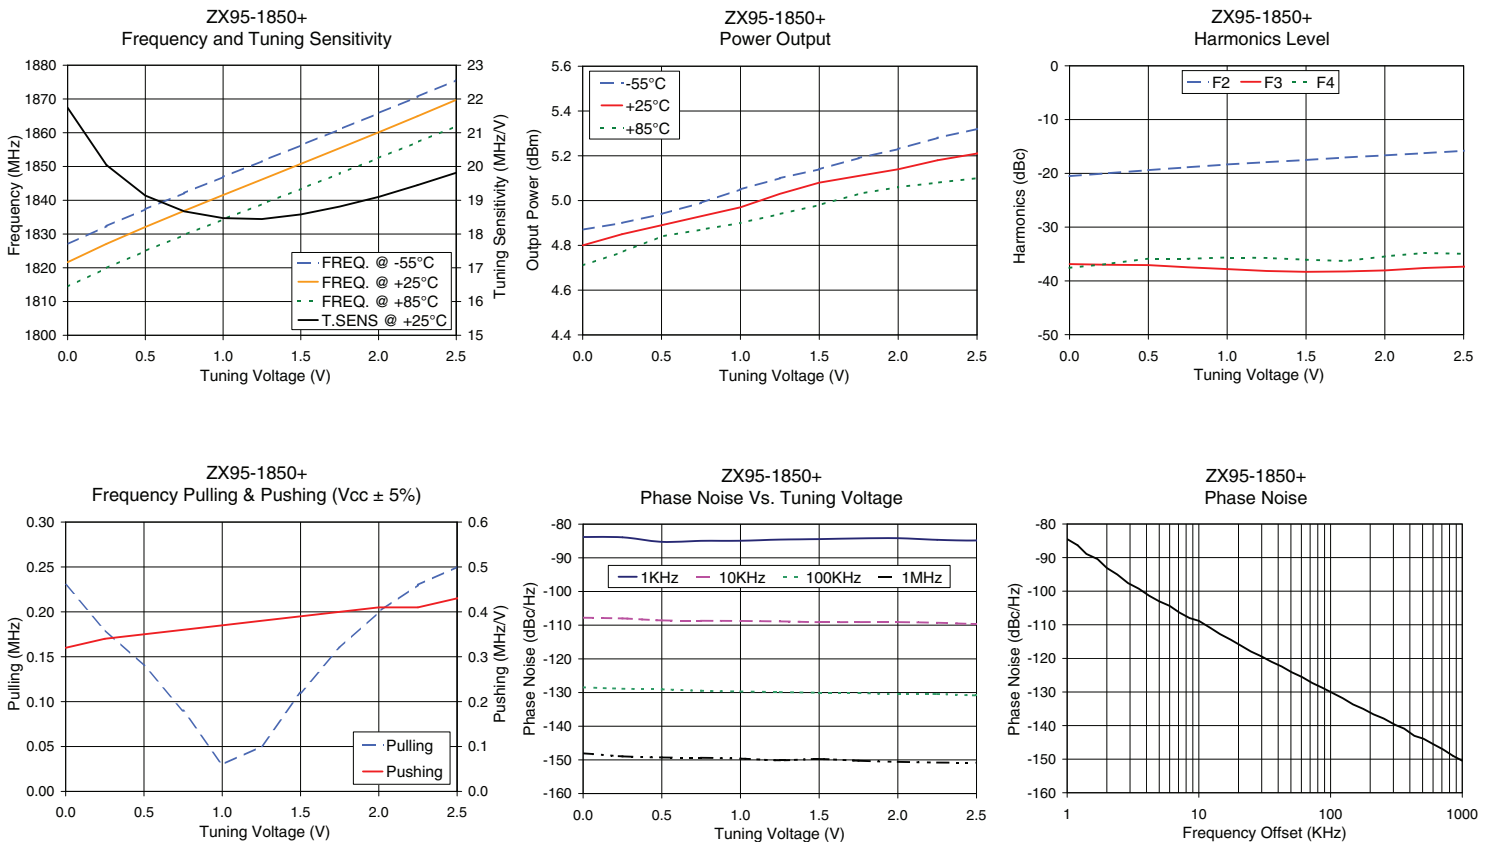 ZX95-1850+
Frequency and Tuning Sensitivity
1880
1870
1860
1850
1840
1830
1820
1810
1800
Frequency (MHz)
23
22
21
20
19
18
17
16
15
Tuning Sensitivity (MHz/V)
FREQ. @ -55°C
FREQ. @ +25°C
FREQ. @ +85°C
T.SENS @ +25°C
0.0 0.5 1.0 1.5 2.0 2.5
Tuning Voltage (V)
ZX95-1850+
Power Output
5.6
5.4
5.2
5.0
4.8
4.6
4.4
Output Power (dBm)
-55°C
+25°C
+85°C
0.0 0.5 1.0 1.5 2.0 2.5
Tuning Voltage (V)
ZX95-1850+
Harmonics Level
0
-10
-20
-30
-40
-50
Harmonics (dBc)
F2 F3 F4
0.0 0.5 1.0 1.5 2.0 2.5
Tuning Voltage (V)
ZX95-1850+
Frequency Pulling & Pushing (Vcc ± 5%)
0.30
0.25
0.20
0.15
0.10
0.05
0.00
Pulling (MHz)
0.6
0.5
0.4
0.3
0.2
0.1
0.0
Pushing (MHz/V)
Pulling
Pushing
0.0 0.5 1.0 1.5 2.0 2.5
Tuning Voltage (V)
ZX95-1850+
Phase Noise Vs. Tuning Voltage
-80
-90
-100
-110
-120
-130
-140
-150
-160
Phase Noise (dBc/Hz)
1KHz 10KHz 100KHz 1MHz
0.0 0.5 1.0 1.5 2.0 2.5
Tuning Voltage (V)
ZX95-1850+
Phase Noise
-80
-90
-100
-110
-120
-130
-140
-150
-160
Phase Noise (dBc/Hz)
1 10 100 1000
Frequency Offset (KHz)